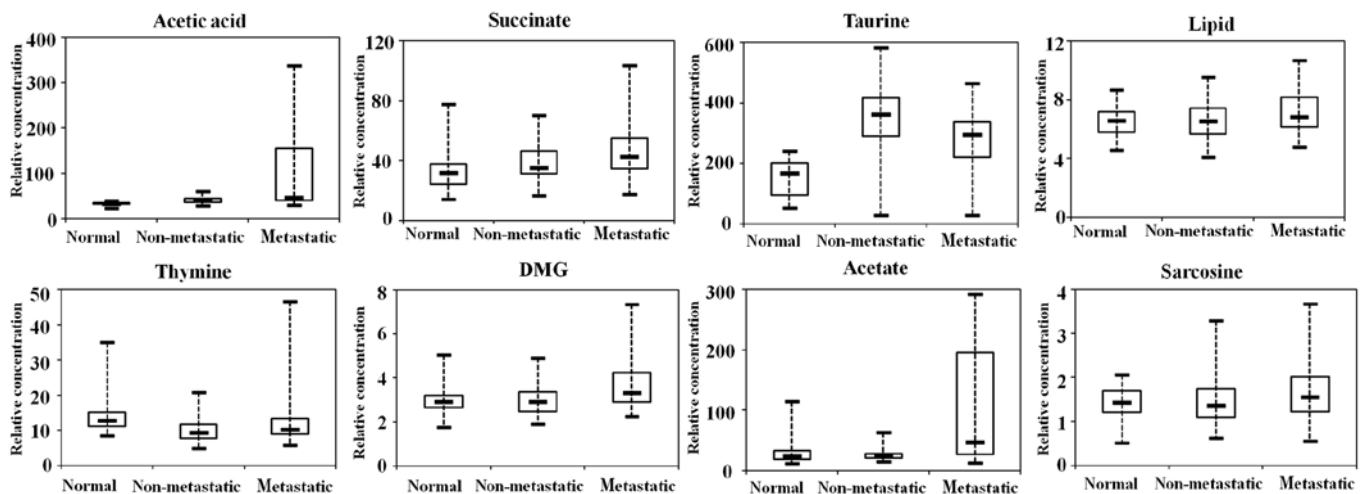 Acetic acid
Relative concentration
400
300
200
100
0
Normal Non-metastatic Metastatic
Succinate
Relative concentration
120
80
40
0
Normal Non-metastatic Metastatic
Taurine
Relative concentration
600
400
200
0
Normal Non-metastatic Metastatic
Lipid
Relative concentration
12
8
4
0
Normal Non-metastatic Metastatic
Thymine
Relative concentration
50
40
30
20
10
0
Normal Non-metastatic Metastatic
DMG
Relative concentration
8
6
4
2
0
Normal Non-metastatic Metastatic
Acetate
Relative concentration
300
200
100
0
Normal Non-metastatic Metastatic
Sarcosine
Relative concentration
4
3
2
1
0
Normal Non-metastatic Metastatic